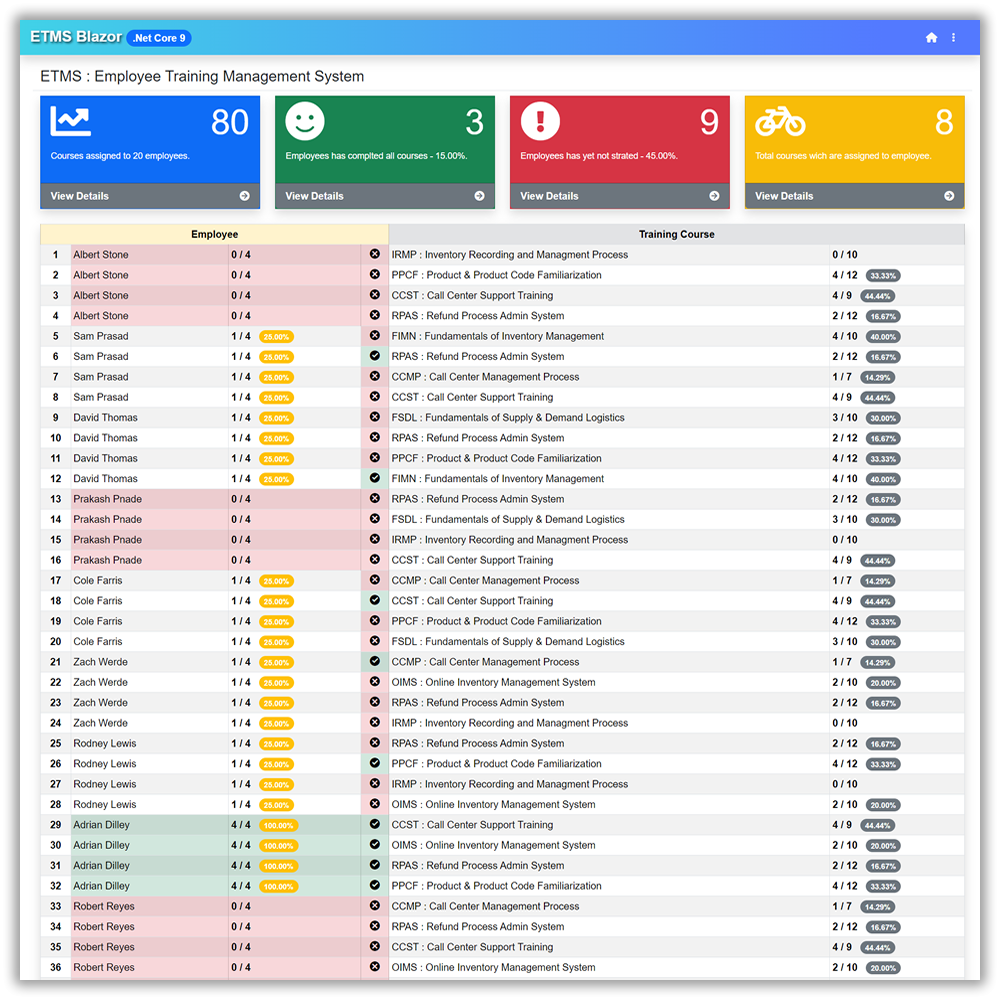 ETMS Blazor .Net Core 9
ETMS : Employee Training Management System
80 3 9 8
Courses assigned to 20 employees. Employees has complted all courses - 15.00%. Employees has yet not strated - 45.00%. Total courses wich are assigned to employee.
View Details View Details View Details View Details
Employee Training Course
1 Albert Stone 0 / 4 IRMP : Inventory Recording and Managment Process 0 / 10
2 Albert Stone 0 / 4 PPCF : Product & Product Code Familiarization 4 / 12 33.33%
3 Albert Stone 0 / 4 CCST : Call Center Support Training 4 / 9 44.44%
4 Albert Stone 0 / 4 RPAS : Refund Process Admin System 2 / 12 16.67%
5 Sam Prasad 1 / 4 25.00% FIMN : Fundamentals of Inventory Management 4 / 10 40.00%
6 Sam Prasad 1 / 4 25.00% RPAS : Refund Process Admin System 2 / 12 16.67%
7 Sam Prasad 1 / 4 25.00% CCMP : Call Center Management Process 1 / 7 14.29%
8 Sam Prasad 1 / 4 25.00% CCST : Call Center Support Training 4 / 9 44.44%
9 David Thomas 1 / 4 25.00% FSDL : Fundamentals of Supply & Demand Logistics 3 / 10 30.00%
10 David Thomas 1 / 4 25.00% RPAS : Refund Process Admin System 2 / 12 16.67%
11 David Thomas 1 / 4 25.00% PPCF : Product & Product Code Familiarization 4 / 12 33.33%
12 David Thomas 1 / 4 25.00% FIMN : Fundamentals of Inventory Management 4 / 10 40.00%
13 Prakash Pnade 0 / 4 RPAS : Refund Process Admin System 2 / 12 16.67%
14 Prakash Pnade 0 / 4 FSDL : Fundamentals of Supply & Demand Logistics 3 / 10 30.00%
15 Prakash Pnade 0 / 4 IRMP : Inventory Recording and Managment Process 0 / 10
16 Prakash Pnade 0 / 4 CCST : Call Center Support Training 4 / 9 44.44%
17 Cole Farris 1 / 4 25.00% CCMP : Call Center Management Process 1 / 7 14.29%
18 Cole Farris 1 / 4 25.00% CCST : Call Center Support Training 4 / 9 44.44%
19 Cole Farris 1 / 4 25.00% PPCF : Product & Product Code Familiarization 4 / 12 33.33%
20 Cole Farris 1 / 4 25.00% FSDL : Fundamentals of Supply & Demand Logistics 3 / 10 30.00%
21 Zach Werde 1 / 4 25.00% CCMP : Call Center Management Process 1 / 7 14.29%
22 Zach Werde 1 / 4 25.00% OIMS : Online Inventory Management System 2 / 10 20.00%
23 Zach Werde 1 / 4 25.00% RPAS : Refund Process Admin System 2 / 12 16.67%
24 Zach Werde 1 / 4 25.00% IRMP : Inventory Recording and Managment Process 0 / 10
25 Rodney Lewis 1 / 4 25.00% RPAS : Refund Process Admin System 2 / 12 16.67%
26 Rodney Lewis 1 / 4 25.00% PPCF : Product & Product Code Familiarization 4 / 12 33.33%
27 Rodney Lewis 1 / 4 25.00% IRMP : Inventory Recording and Managment Process 0 / 10
28 Rodney Lewis 1 / 4 25.00% OIMS : Online Inventory Management System 2 / 10 20.00%
29 Adrian Dilley 4 / 4 100.00% CCST : Call Center Support Training 4 / 9 44.44%
30 Adrian Dilley 4 / 4 100.00% OIMS : Online Inventory Management System 2 / 10 20.00%
31 Adrian Dilley 4 / 4 100.00% RPAS : Refund Process Admin System 2 / 12 16.67%
32 Adrian Dilley 4 / 4 100.00% PPCF : Product & Product Code Familiarization 4 / 12 33.33%
33 Robert Reyes 0 / 4 CCMP : Call Center Management Process 1 / 7 14.29%
34 Robert Reyes 0 / 4 RPAS : Refund Process Admin System 2 / 12 16.67%
35 Robert Reyes 0 / 4 CCST : Call Center Support Training 4 / 9 44.44%
36 Robert Reyes 0 / 4 OIMS : Online Inventory Management System 2 / 10 20.00%